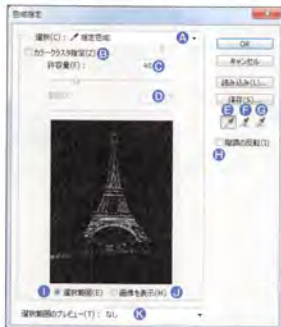 色域指定
選択(C): 指定色域 A
カラークラスタ指定(Z) B
許容量(F): 40 C
D
選択範囲(E) 画像を表示(M)
I J
選択範囲のプレビュー(T): なし
K
OK
キャンセル
読み込み(L)...
保存(S)...
E F G
階調の反転(I)
H